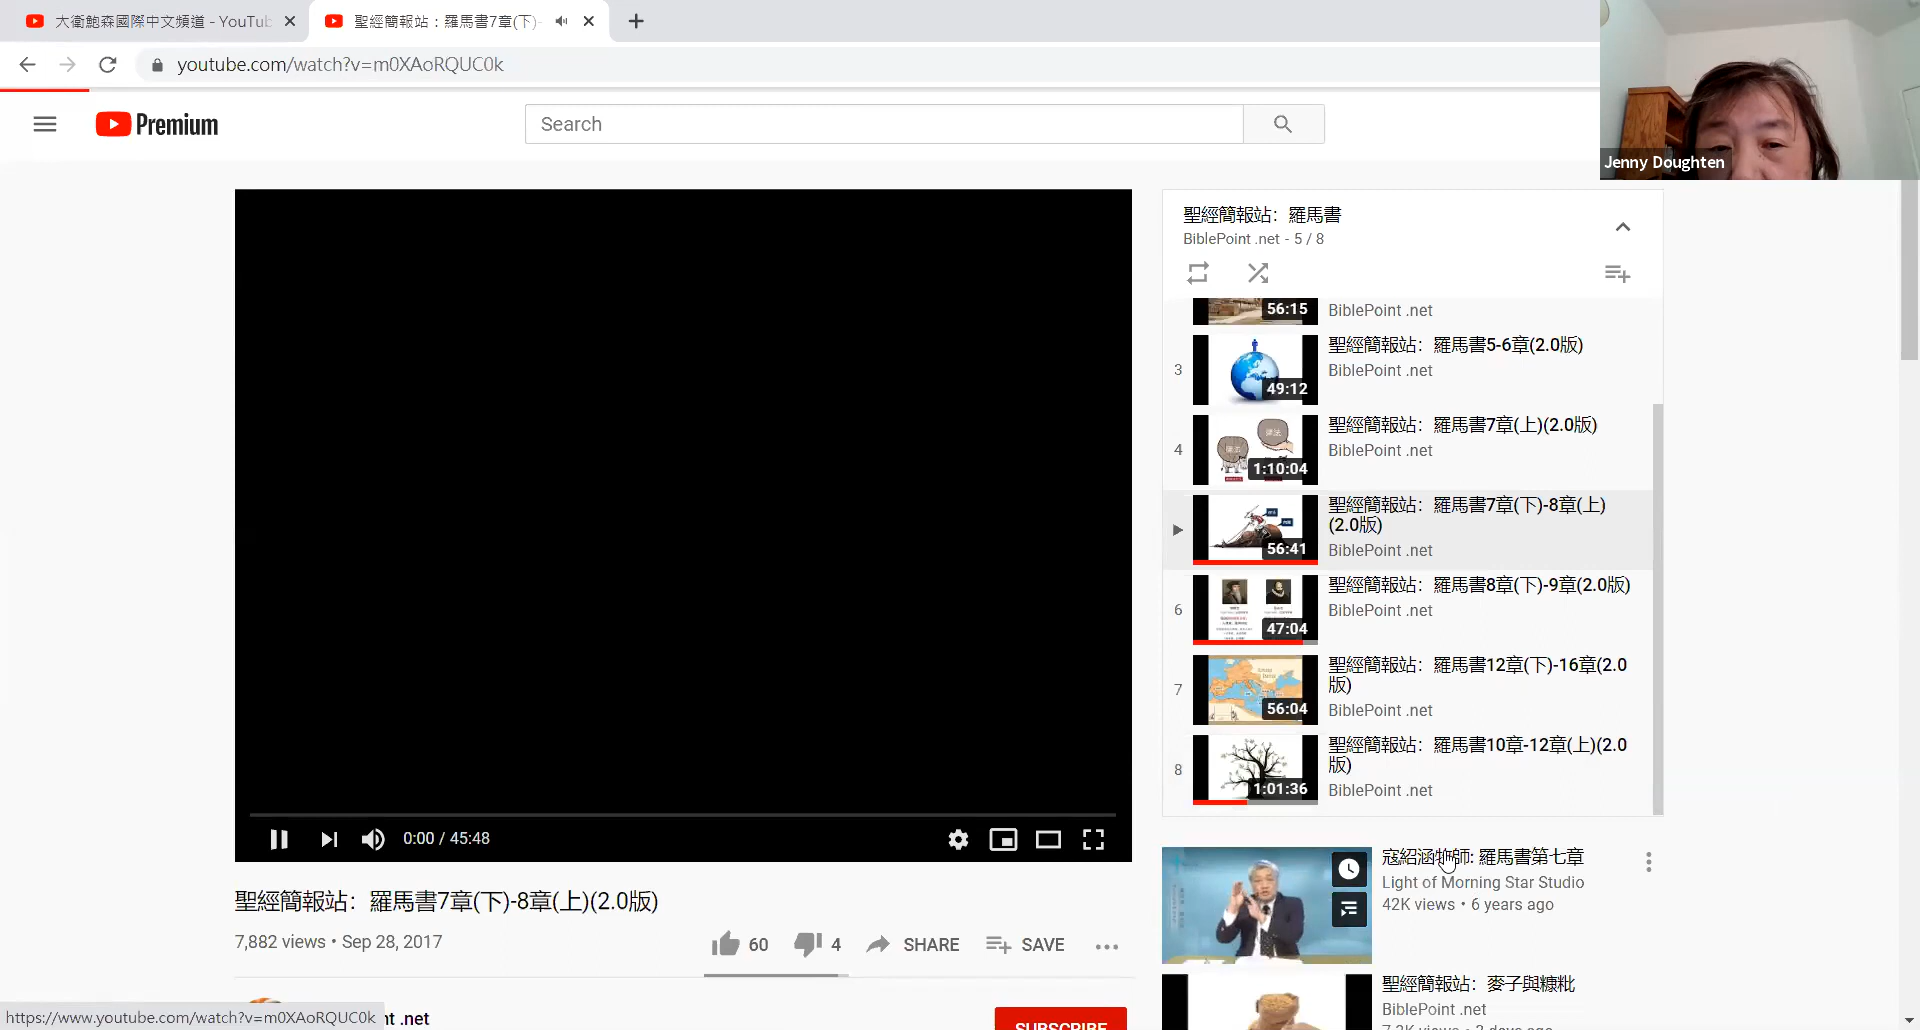 大衛鮑森國際中文頻道 - YouTub
聖經簡報站：羅馬書7章(下)-
youtube.com/watch?v=m0XAoRQUC0k
Premium
Search
Jenny Doughten
聖經簡報站：羅馬書
BiblePoint .net - 5 / 8
56:15
BiblePoint .net
3
聖經簡報站：羅馬書5-6章(2.0版)
BiblePoint .net
49:12
4
聖經簡報站：羅馬書7章(上)(2.0版)
BiblePoint .net
1:10:04
聖經簡報站：羅馬書7章(下)-8章(上)
(2.0版)
BiblePoint .net
56:41
6
聖經簡報站：羅馬書8章(下)-9章(2.0版)
BiblePoint .net
47:04
7
聖經簡報站：羅馬書12章(下)-16章(2.0
版)
BiblePoint .net
56:04
8
聖經簡報站：羅馬書10章-12章(上)(2.0
版)
BiblePoint .net
1:01:36
0:00 / 45:48
聖經簡報站：羅馬書7章(下)-8章(上)(2.0版)
7,882 views • Sep 28, 2017
60
4
SHARE
SAVE
寇紹涵牧師: 羅馬書第七章
Light of Morning Star Studio
42K views • 6 years ago
聖經簡報站：麥子與糠秕
BiblePoint .net
https://www.youtube.com/watch?v=m0XAoRQUC0k
nt .net
SUBSCRIBE